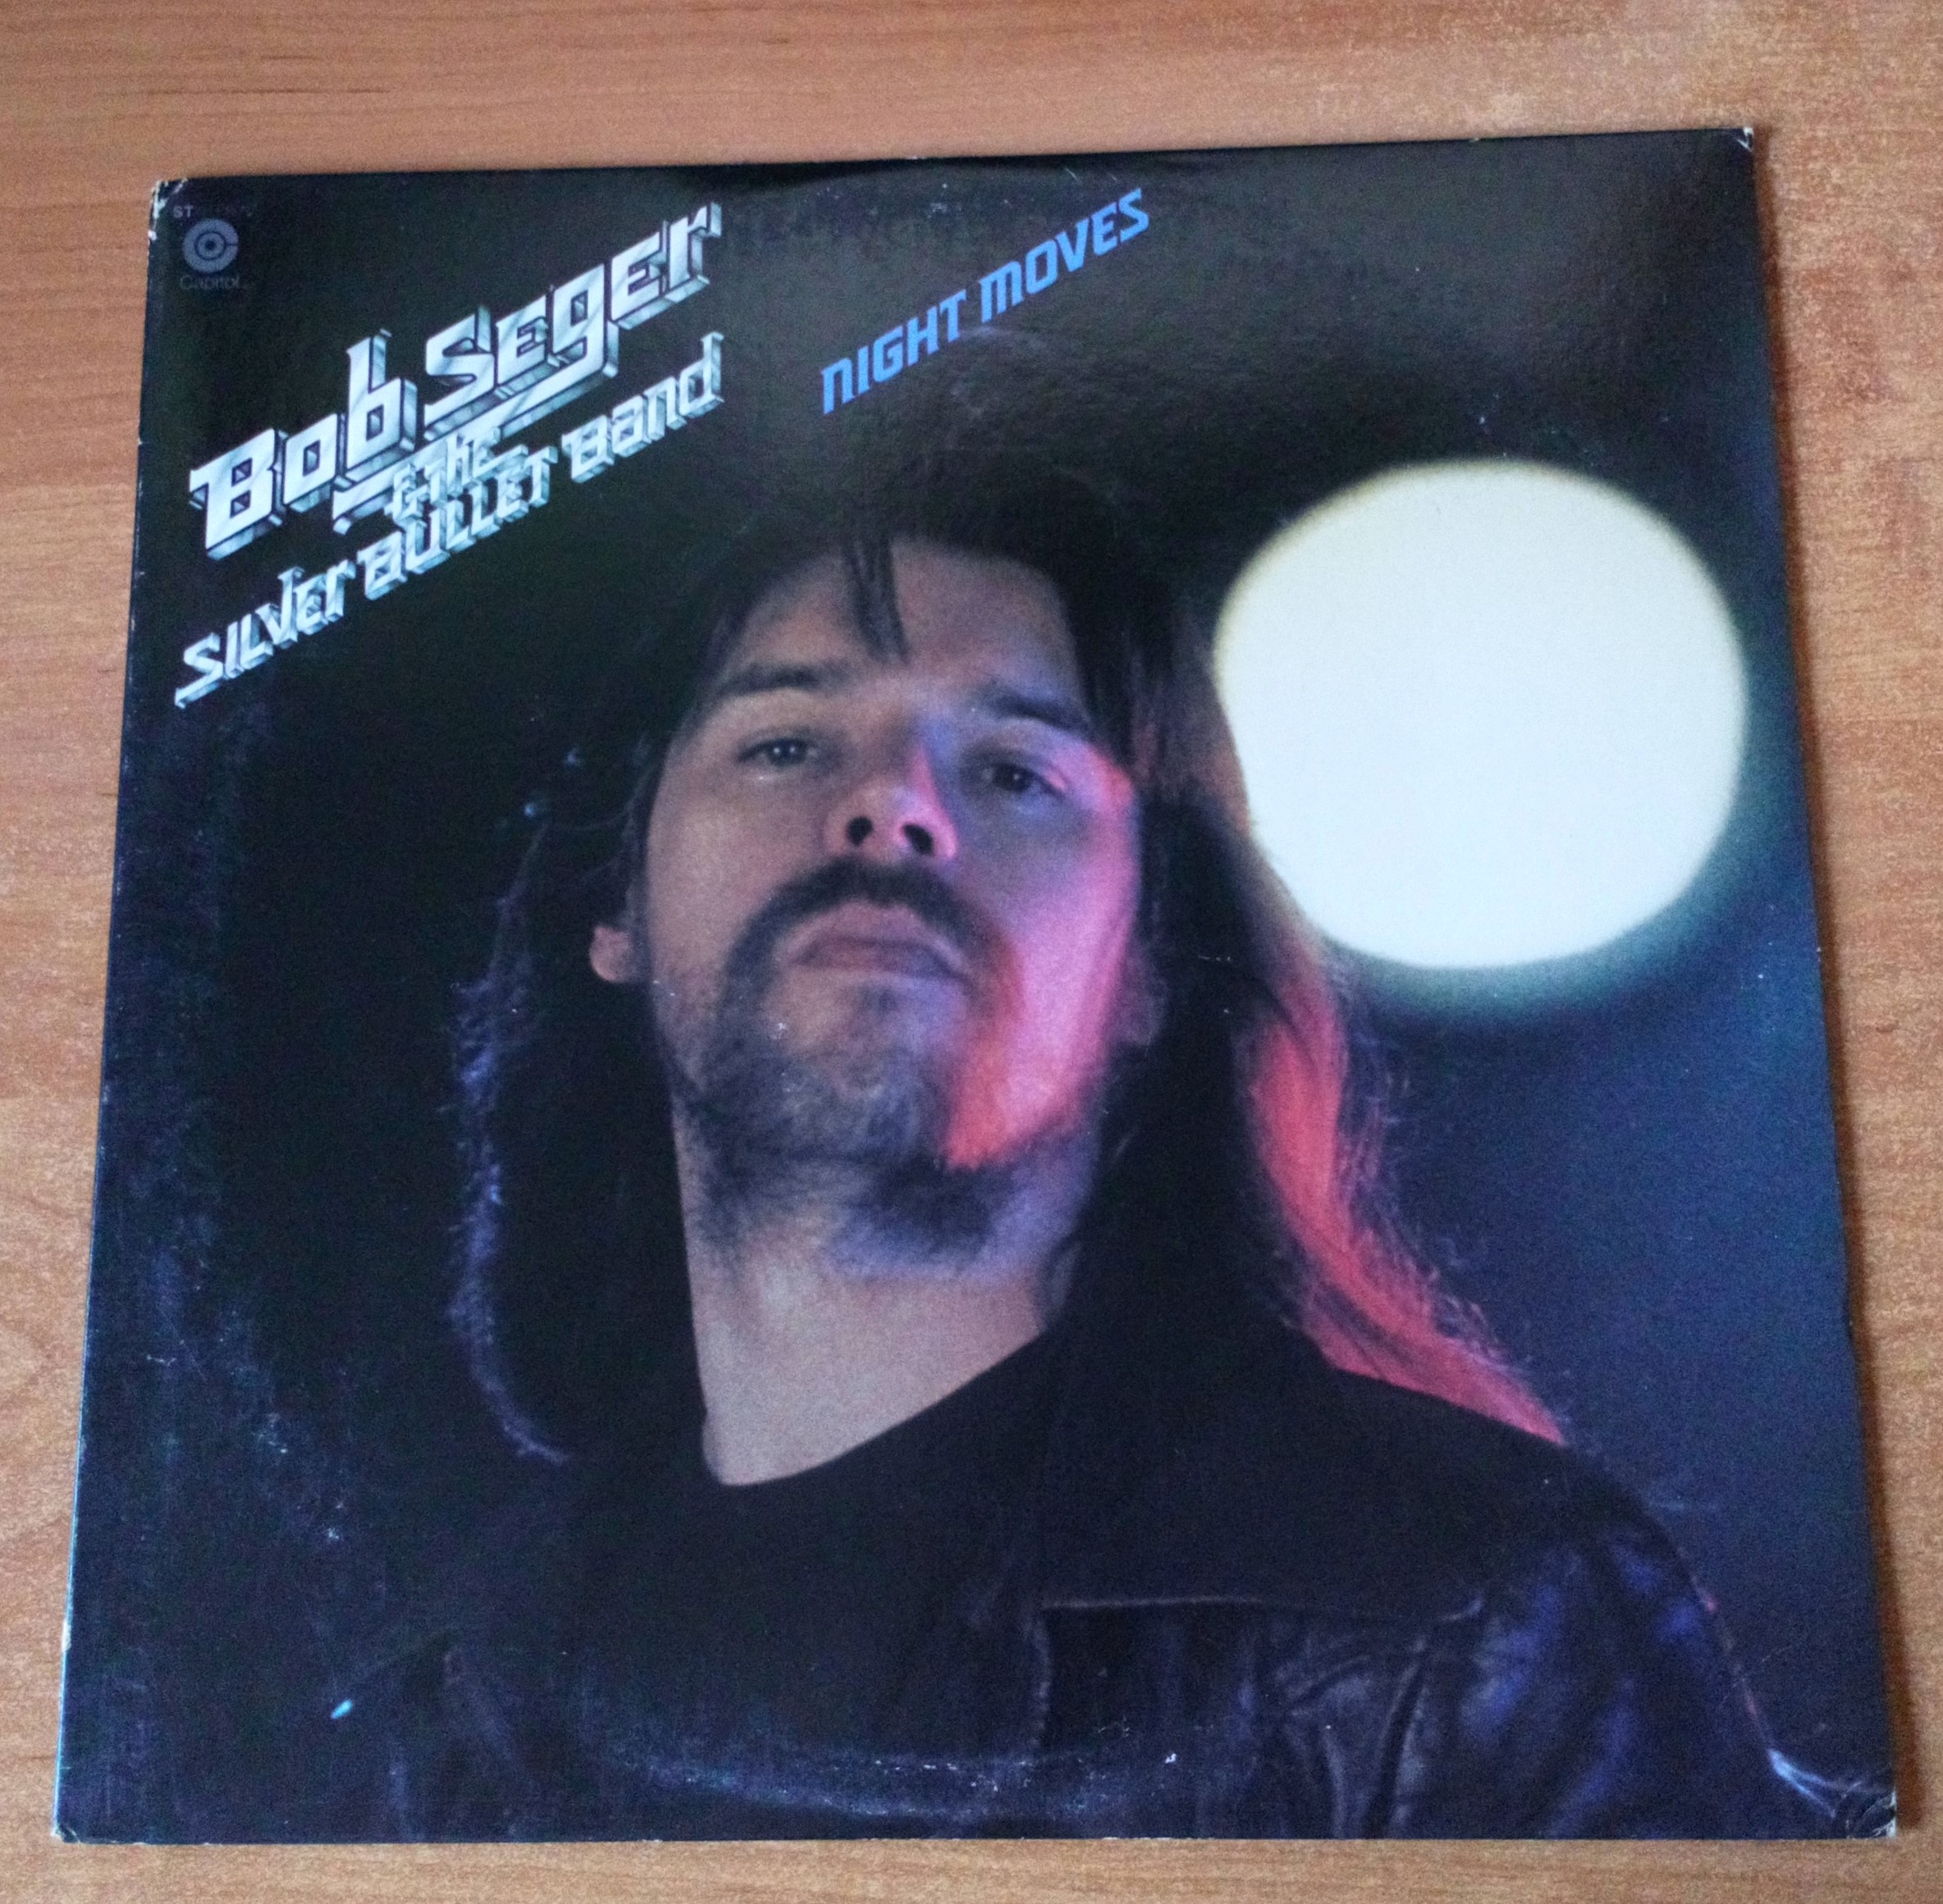 ST
Capitol
Bob Seger
& THE
SILVER BULLET Band
NIGHT MOVES